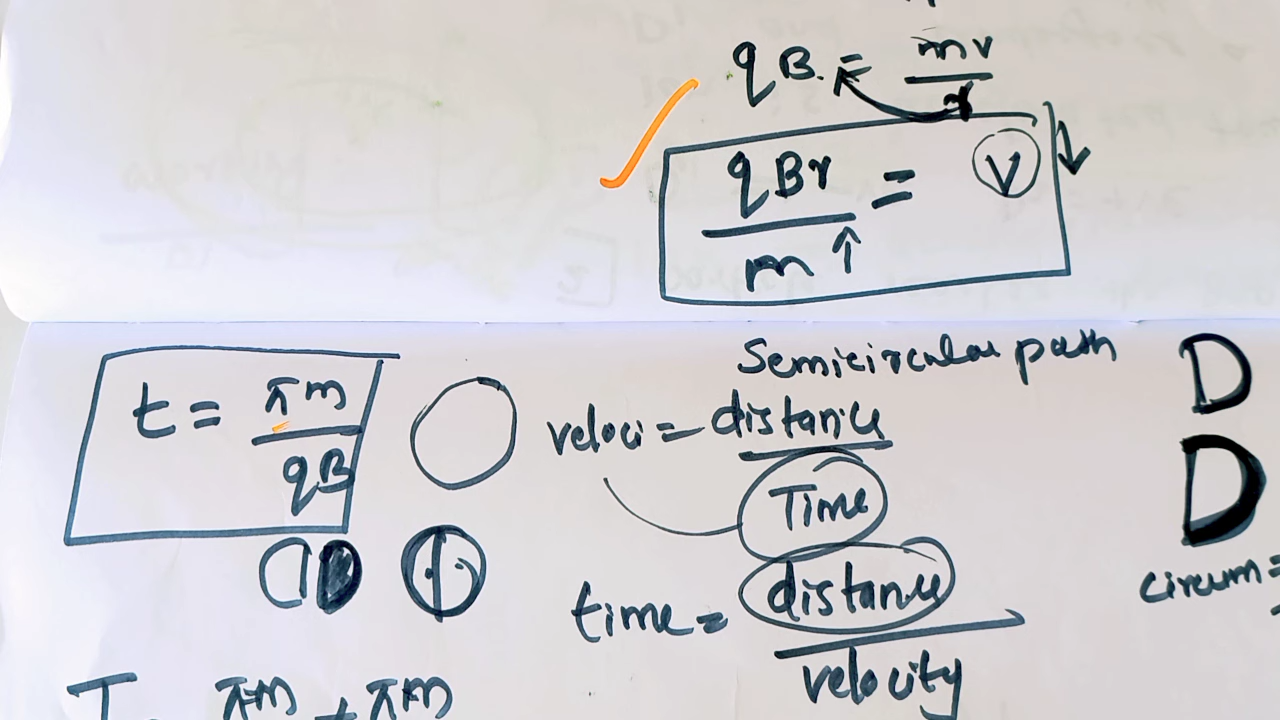 qB. = mv/r
qBr/m ↑ = V ↓
Semicircular path
D
t = πm/qB
veloci = distance/Time
D
time = distance/velocity
circum =
T = πm + πm